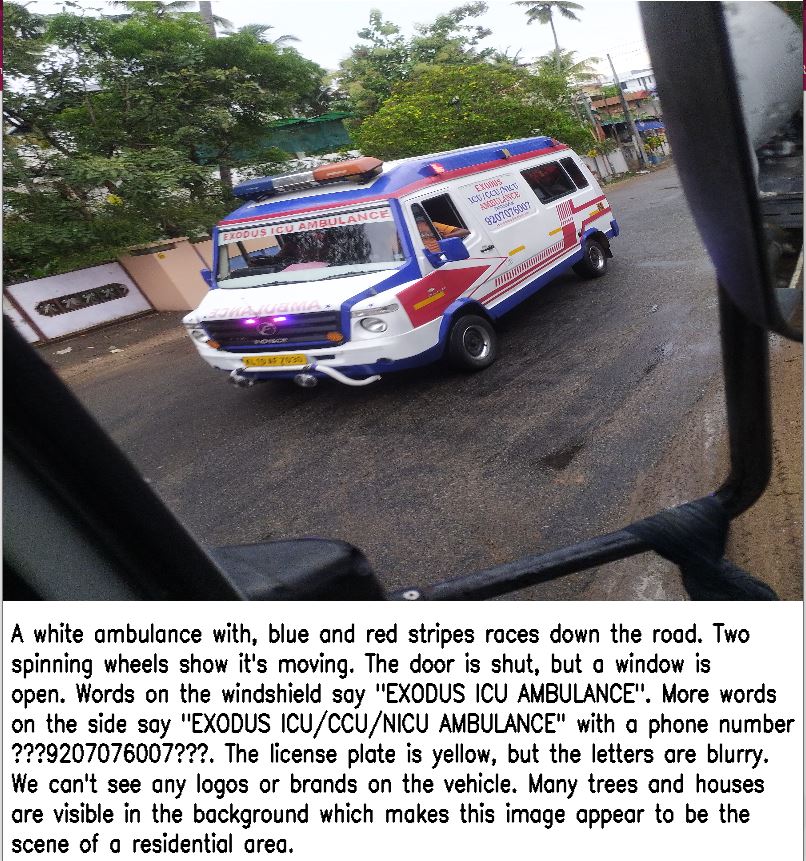 EXODUS ICU AMBULANCE
AMBULANCE
FORCE
EXODUS
ICU/CCU/NICU
AMBULANCE
9207076007
A white ambulance with, blue and red stripes races down the road. Two
spinning wheels show it's moving. The door is shut, but a window is
open. Words on the windshield say "EXODUS ICU AMBULANCE". More words
on the side say "EXODUS ICU/CCU/NICU AMBULANCE" with a phone number
???9207076007???. The license plate is yellow, but the letters are blurry.
We can't see any logos or brands on the vehicle. Many trees and houses
are visible in the background which makes this image appear to be the
scene of a residential area.